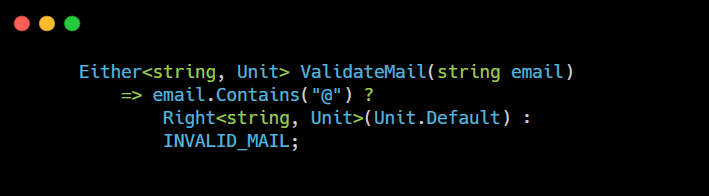 Either<string, Unit> ValidateMail(string email)
=> email.Contains("@") ?
Right<string, Unit>(Unit.Default) :
INVALID_MAIL;